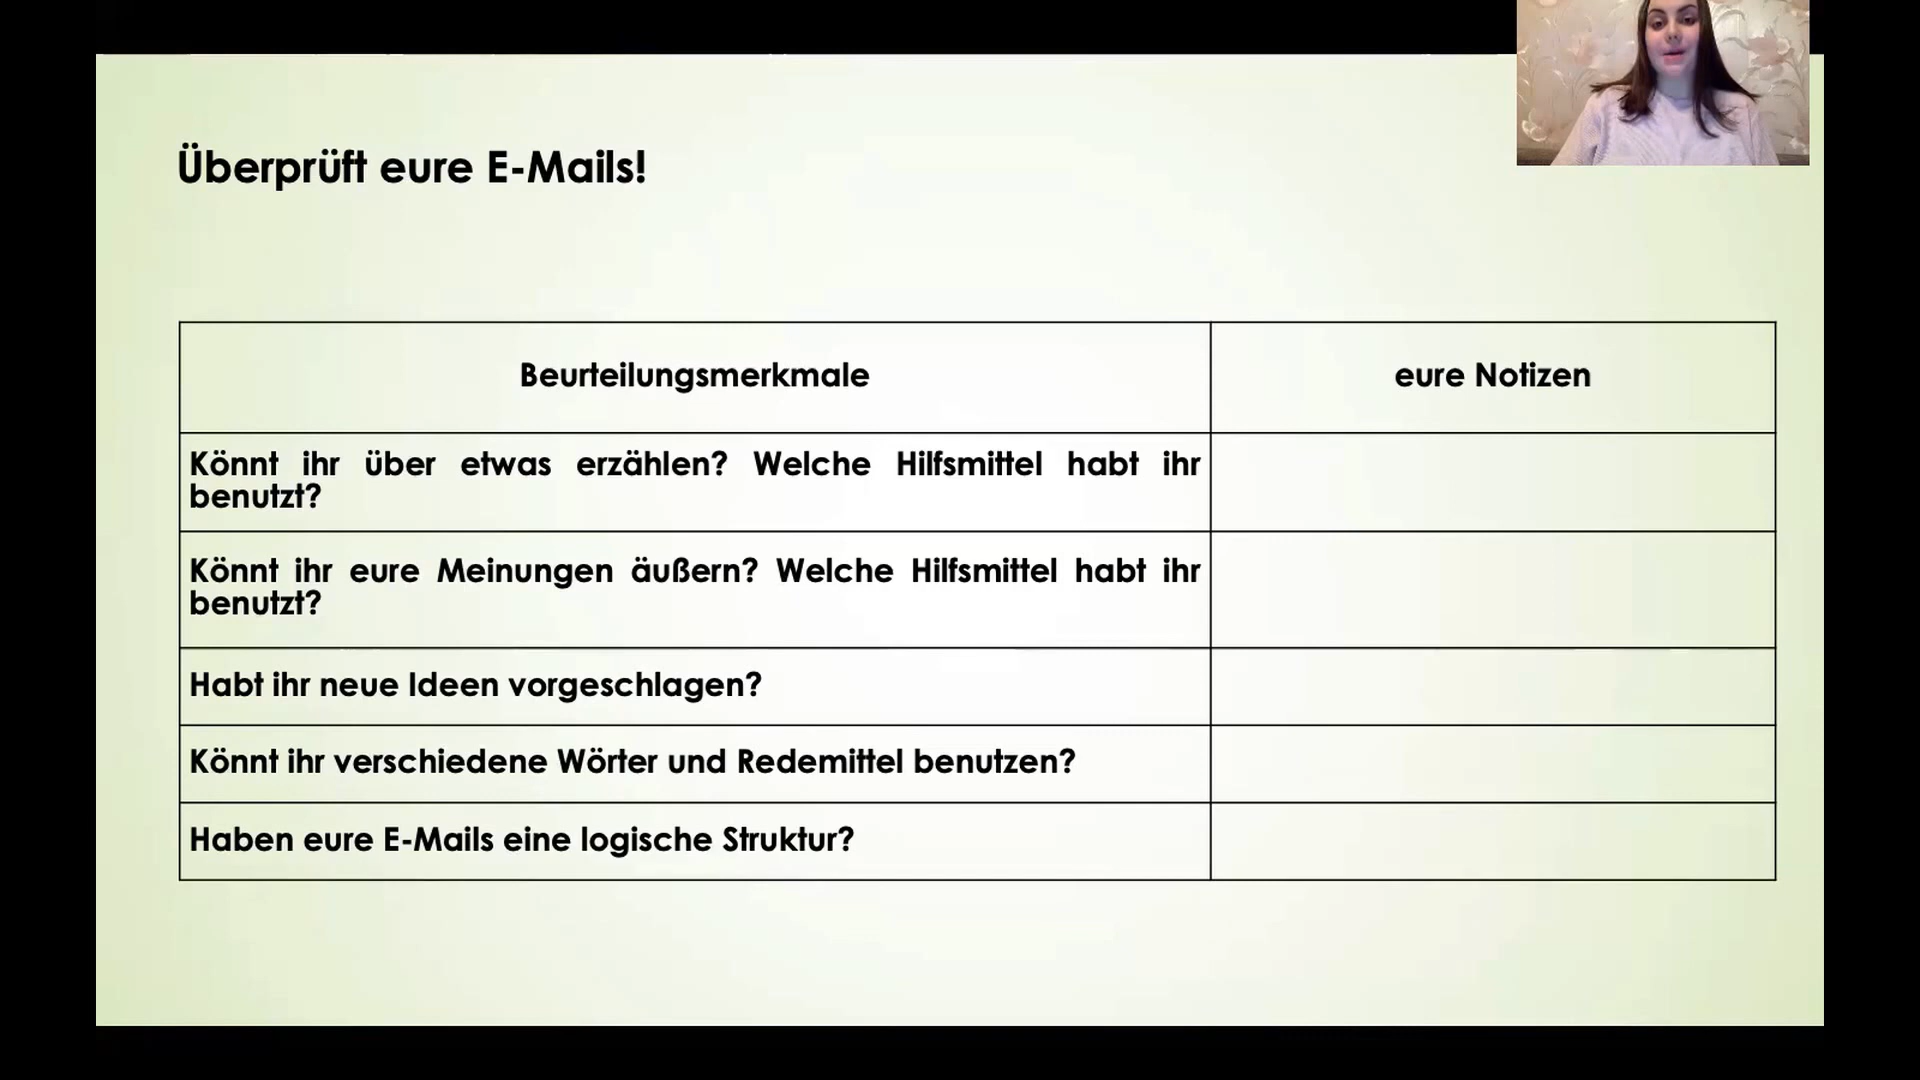 Überprüft eure E-Mails!
Beurteilungsmerkmale
eure Notizen
Könnt ihr über etwas erzählen? Welche Hilfsmittel habt ihr
benutzt?
Könnt ihr eure Meinungen äußern? Welche Hilfsmittel habt ihr
benutzt?
Habt ihr neue Ideen vorgeschlagen?
Könnt ihr verschiedene Wörter und Redemittel benutzen?
Haben eure E-Mails eine logische Struktur?